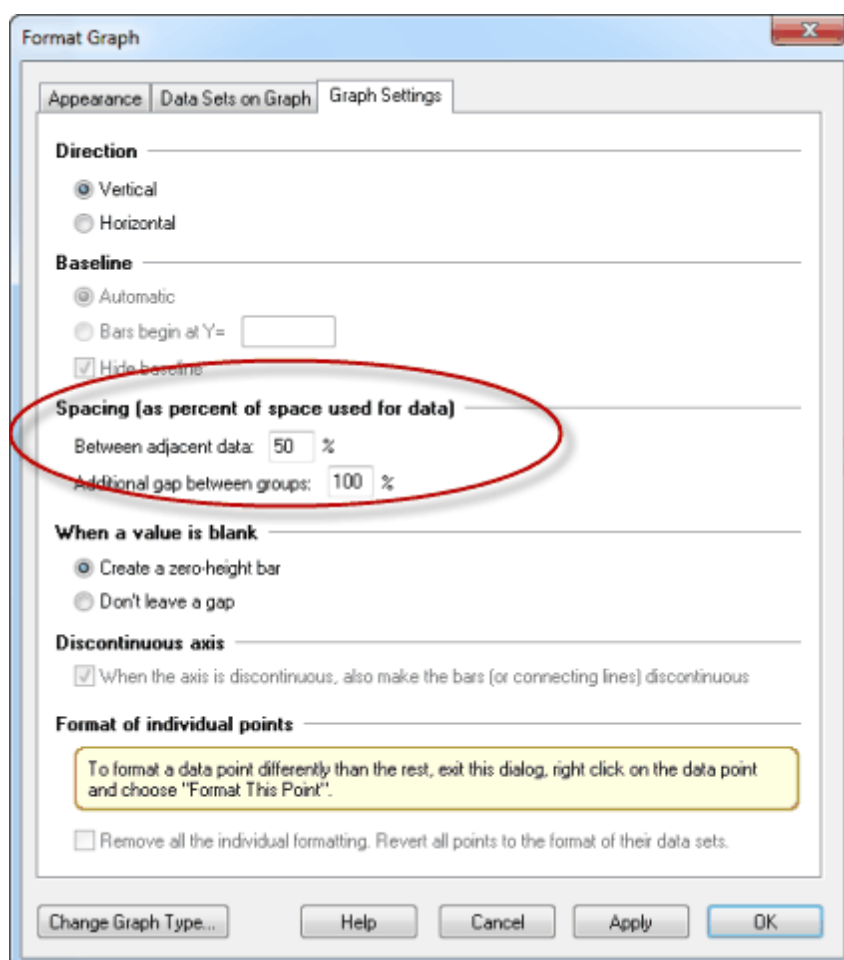 Format Graph
Appearance Data Sets on Graph Graph Settings
Direction
Vertical
Horizontal
Baseline
Automatic
Bars begin at Y=
Hide baseline
Spacing (as percent of space used for data)
Between adjacent data: 50 %
Additional gap between groups: 100 %
When a value is blank
Create a zero-height bar
Don't leave a gap
Discontinuous axis
When the axis is discontinuous, also make the bars (or connecting lines) discontinuous
Format of individual points
To format a data point differently than the rest, exit this dialog, right click on the data point
and choose "Format This Point".
Remove all the individual formatting. Revert all points to the format of their data sets.
Change Graph Type... Help Cancel Apply OK